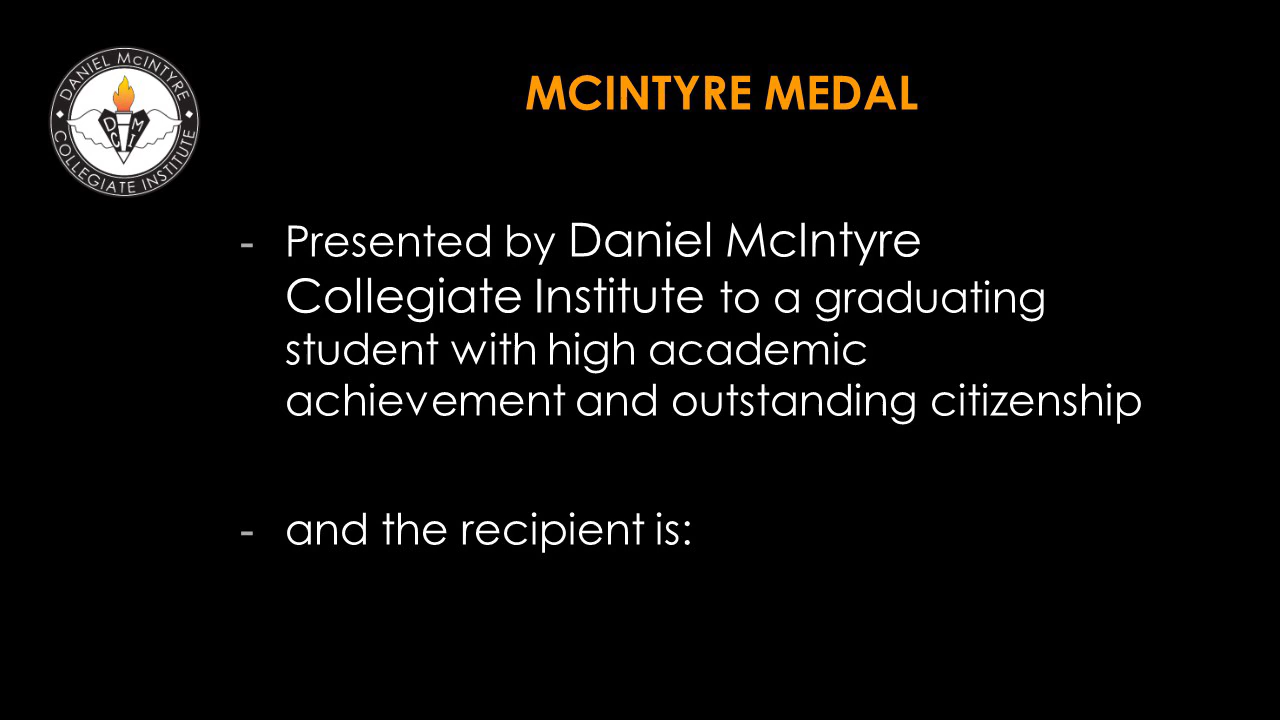 DANIEL McINTYRE
COLLEGIATE INSTITUTE
D M
C I
MCINTYRE MEDAL
- Presented by Daniel McIntyre
Collegiate Institute to a graduating
student with high academic
achievement and outstanding citizenship
- and the recipient is: